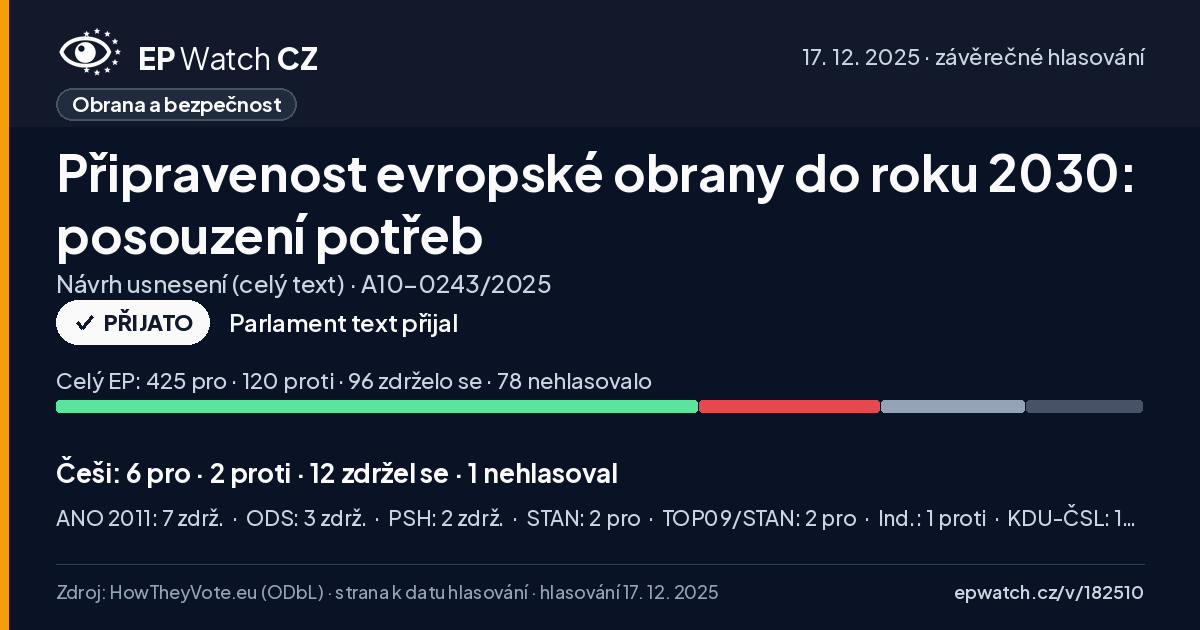 EP Watch CZ
17. 12. 2025 · závěrečné hlasování
Obrana a bezpečnost
Připravenost evropské obrany do roku 2030:
posouzení potřeb
Návrh usnesení (celý text) · A10–0243/2025
✓ PŘIJATO Parlament text přijal
Celý EP: 425 pro · 120 proti · 96 zdrželo se · 78 nehlasovalo
Češi: 6 pro · 2 proti · 12 zdržel se · 1 nehlasoval
ANO 2011: 7 zdrž. · ODS: 3 zdrž. · PSH: 2 zdrž. · STAN: 2 pro · TOP09/STAN: 2 pro · Ind.: 1 proti · KDU-ČSL: 1…
Zdroj: HowTheyVote.eu (ODbL) · strana k datu hlasování · hlasování 17. 12. 2025
epwatch.cz/v/182510